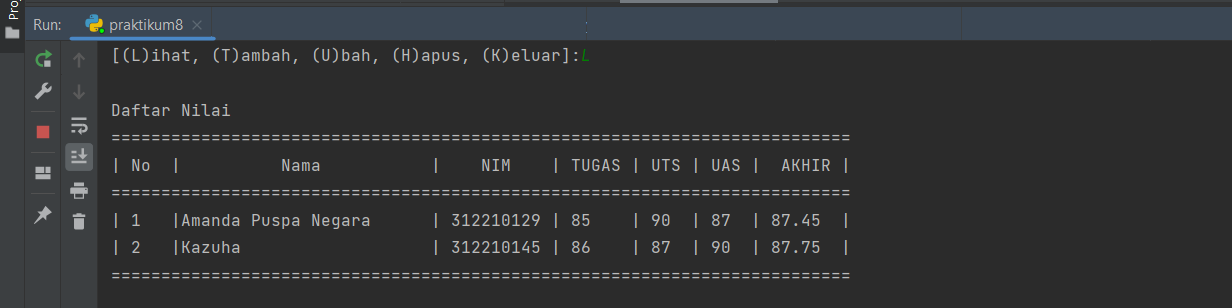 Pro
Run: praktikum8
[(L)ihat, (T)ambah, (U)bah, (H)apus, (K)eluar]:L
Daftar Nilai
==========================================================================
| No  |          Nama           |    NIM    | TUGAS | UTS | UAS |  AKHIR |
==========================================================================
| 1   |Amanda Puspa Negara      | 312210129 | 85    | 90  | 87  | 87.45  |
| 2   |Kazuha                   | 312210145 | 86    | 87  | 90  | 87.75  |
==========================================================================